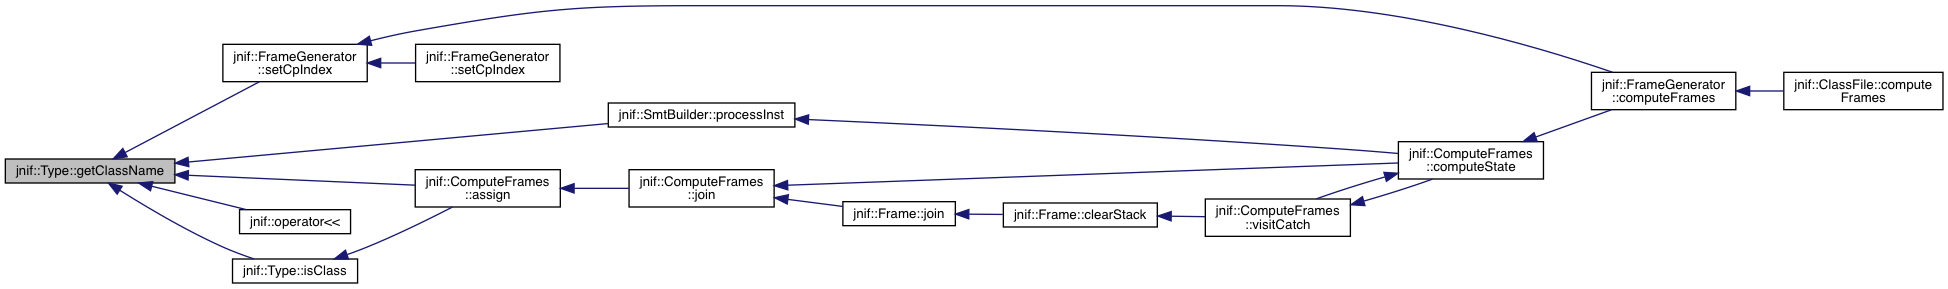 jnif::FrameGenerator
::setCpIndex
jnif::FrameGenerator
::setCpIndex
jnif::FrameGenerator
::computeFrames
jnif::ClassFile::compute
Frames
jnif::SmtBuilder::processInst
jnif::ComputeFrames
::computeState
jnif::Type::getClassName
jnif::ComputeFrames
::assign
jnif::ComputeFrames
::join
jnif::Frame::join
jnif::Frame::clearStack
jnif::ComputeFrames
::visitCatch
jnif::operator<<
jnif::Type::isClass